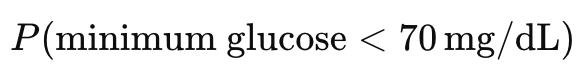 P(minimum glucose < 70 mg/dL)